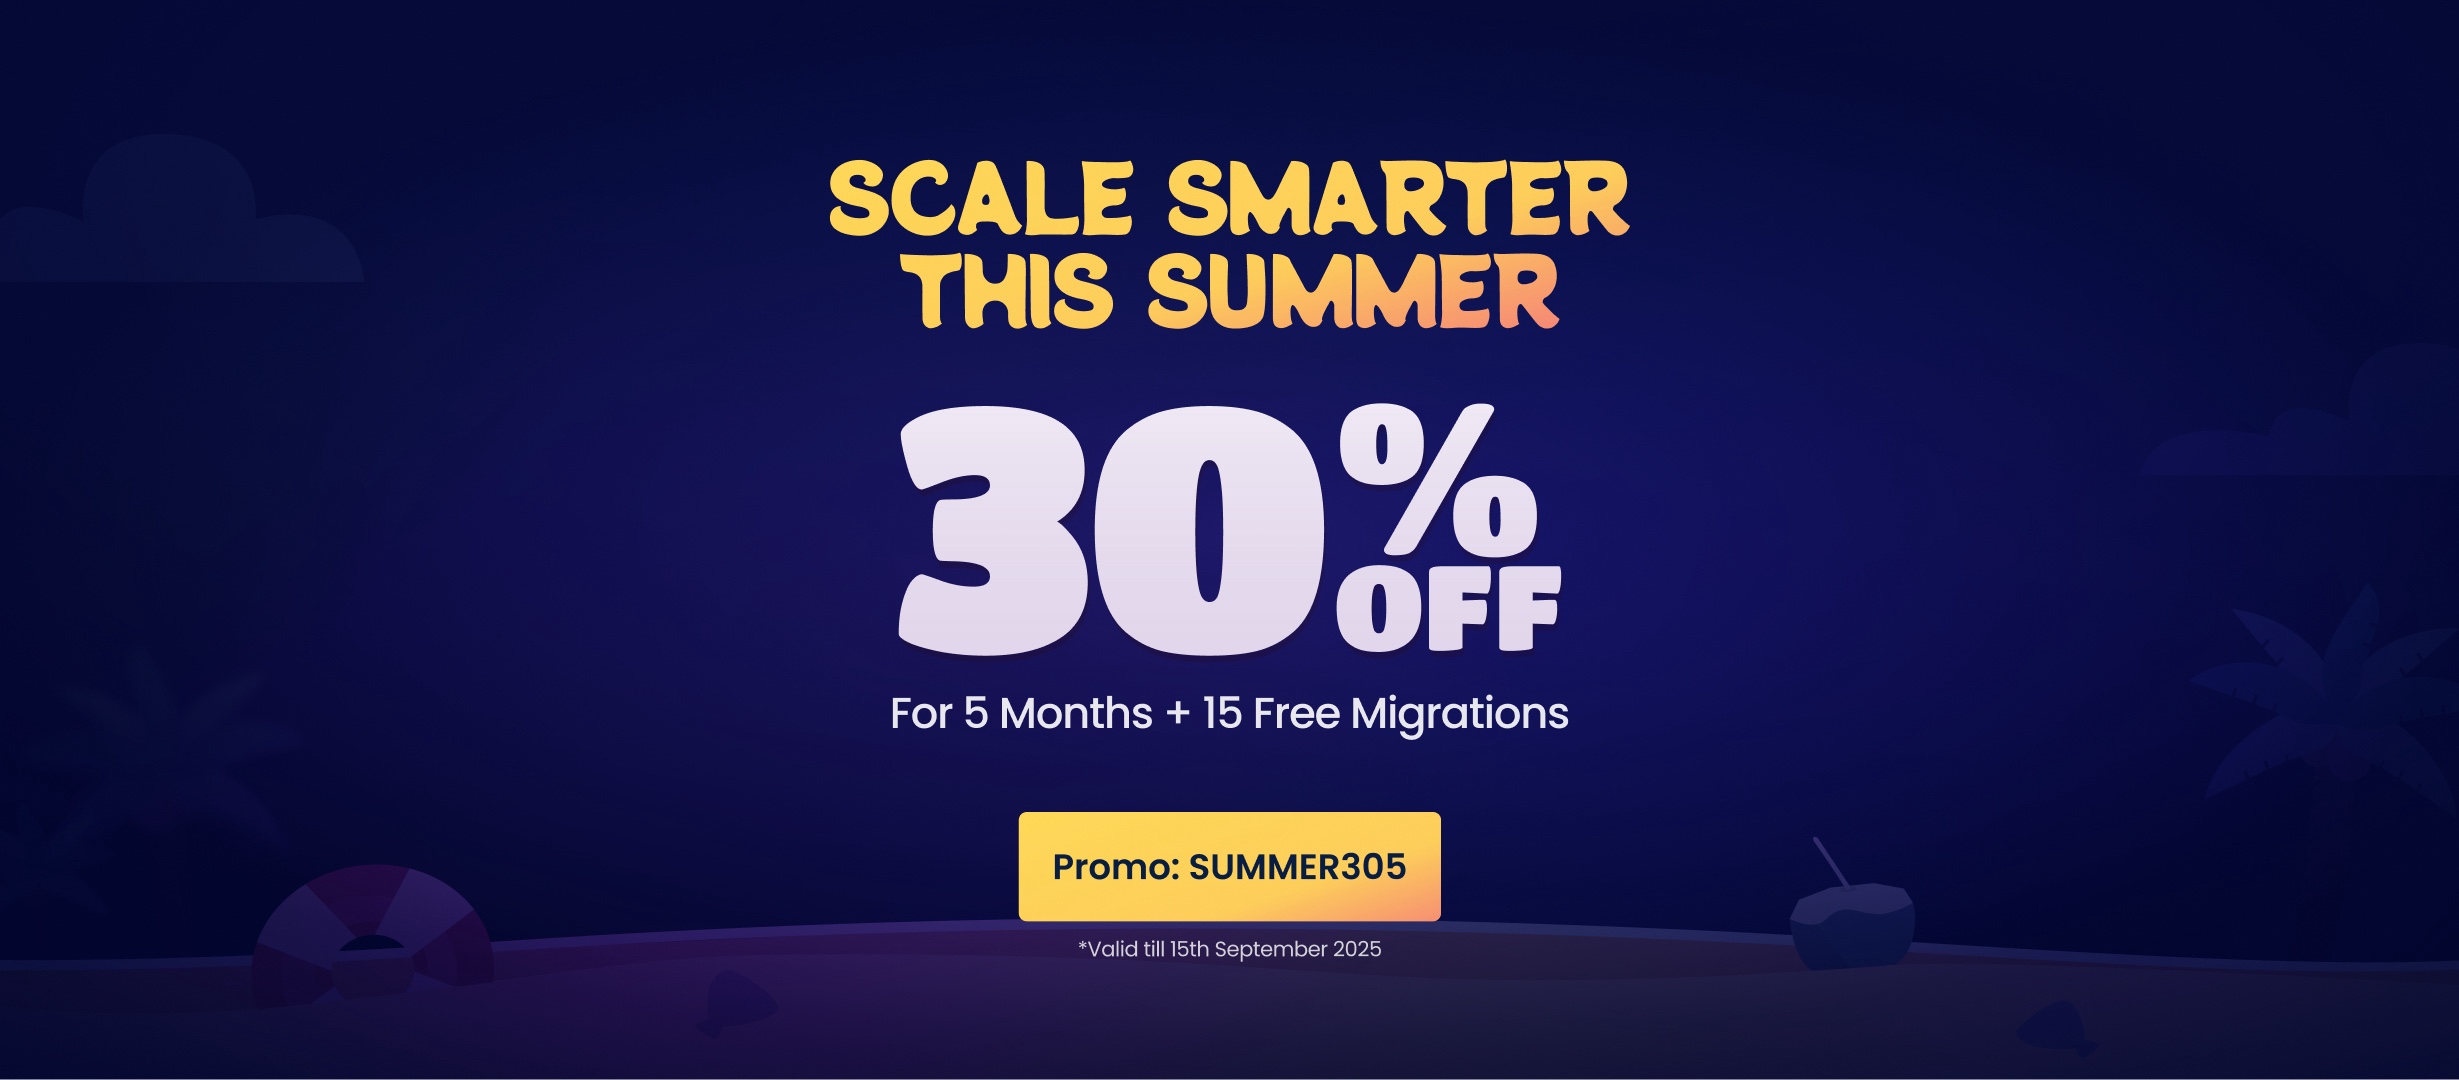 SCALE SMARTER
THIS SUMMER
30%
OFF
For 5 Months + 15 Free Migrations
Promo: SUMMER305
*Valid till 15th September 2025